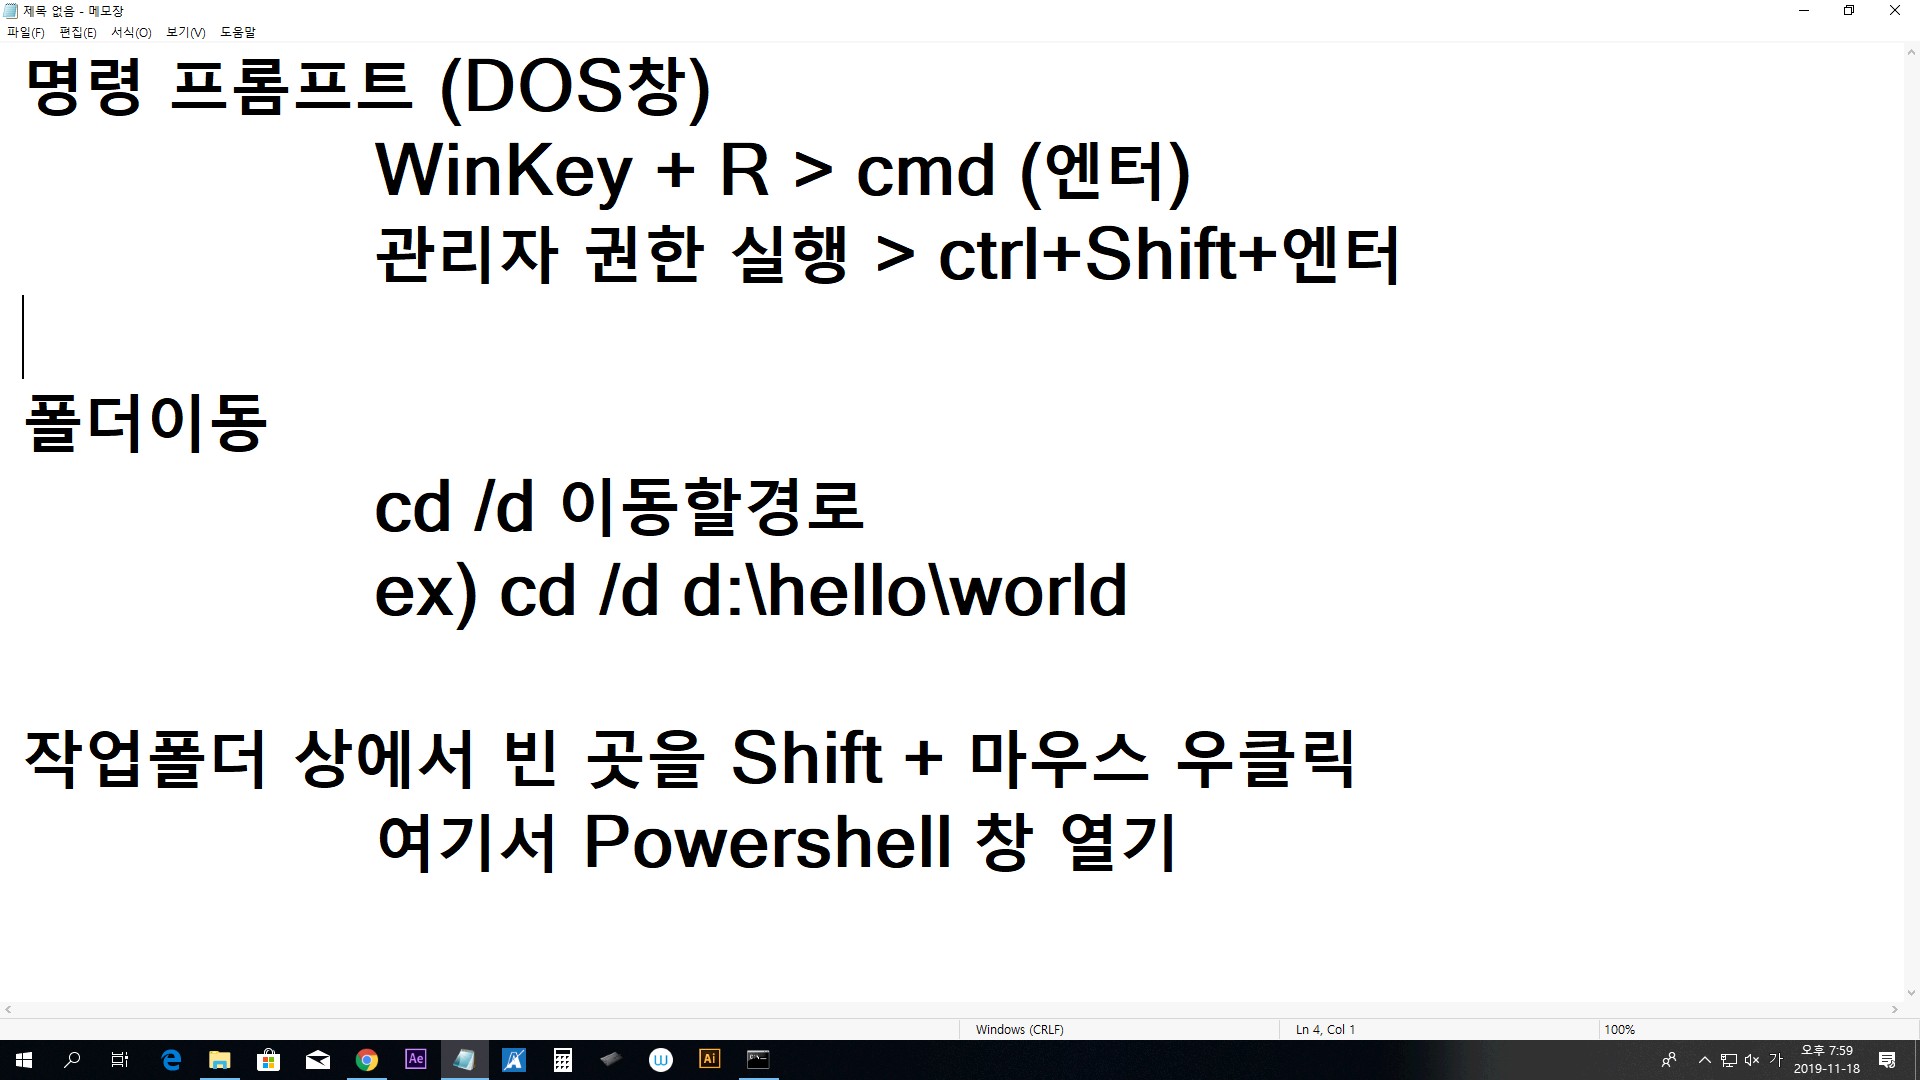 제목 없음 - 메모장
파일(F) 편집(E) 서식(O) 보기(V) 도움말
명령 프롬프트 (DOS창)
WinKey + R > cmd (엔터)
관리자 권한 실행 > ctrl+Shift+엔터
폴더이동
cd /d 이동할경로
ex) cd /d d:\hello\world
작업폴더 상에서 빈 곳을 Shift + 마우스 우클릭
여기서 Powershell 창 열기
Windows (CRLF) Ln 4, Col 1 100%
Ae W Ai 가 오후 7:59
2019-11-18